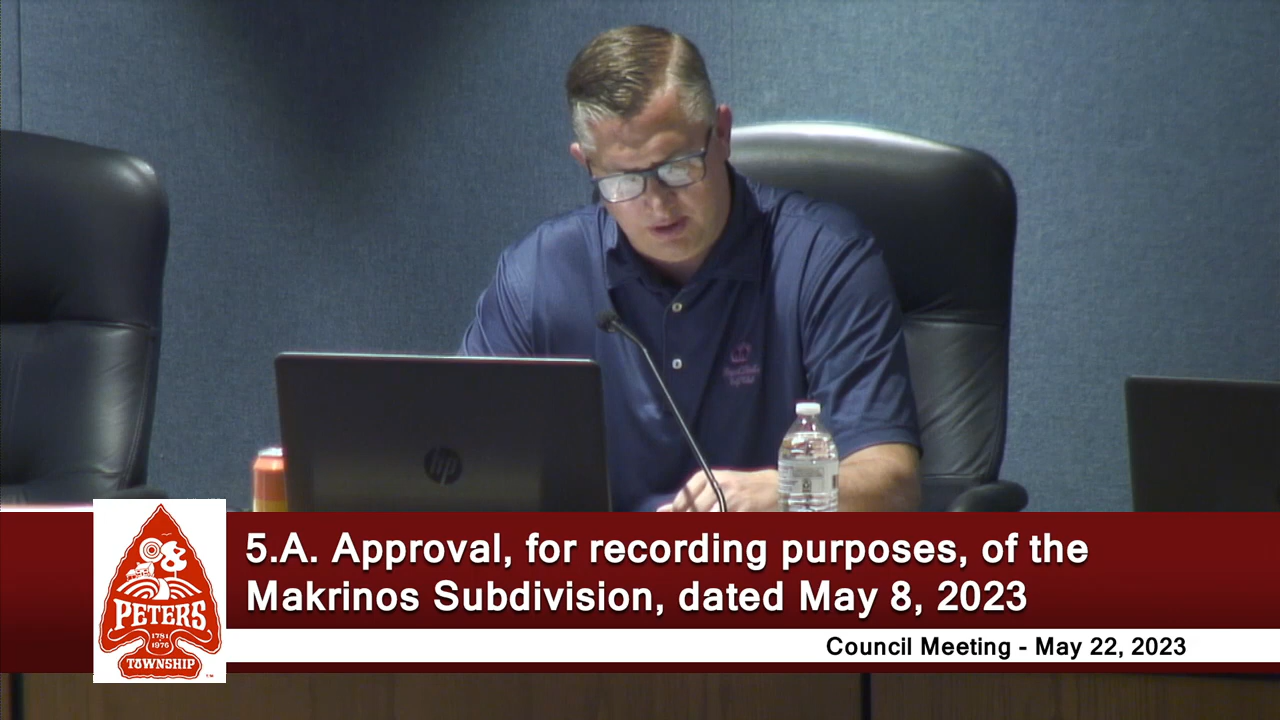 hp
5.A. Approval, for recording purposes, of the
Makrinos Subdivision, dated May 8, 2023
Council Meeting - May 22, 2023
PETERS
1781
1976
TOWNSHIP